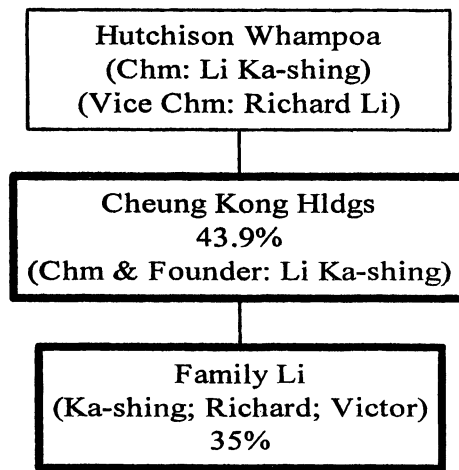 Hutchison Whampoa
(Chm: Li Ka-shing)
(Vice Chm: Richard Li)
Cheung Kong Hldgs
43.9%
(Chm & Founder: Li Ka-shing)
Family Li
(Ka-shing; Richard; Victor)
35%